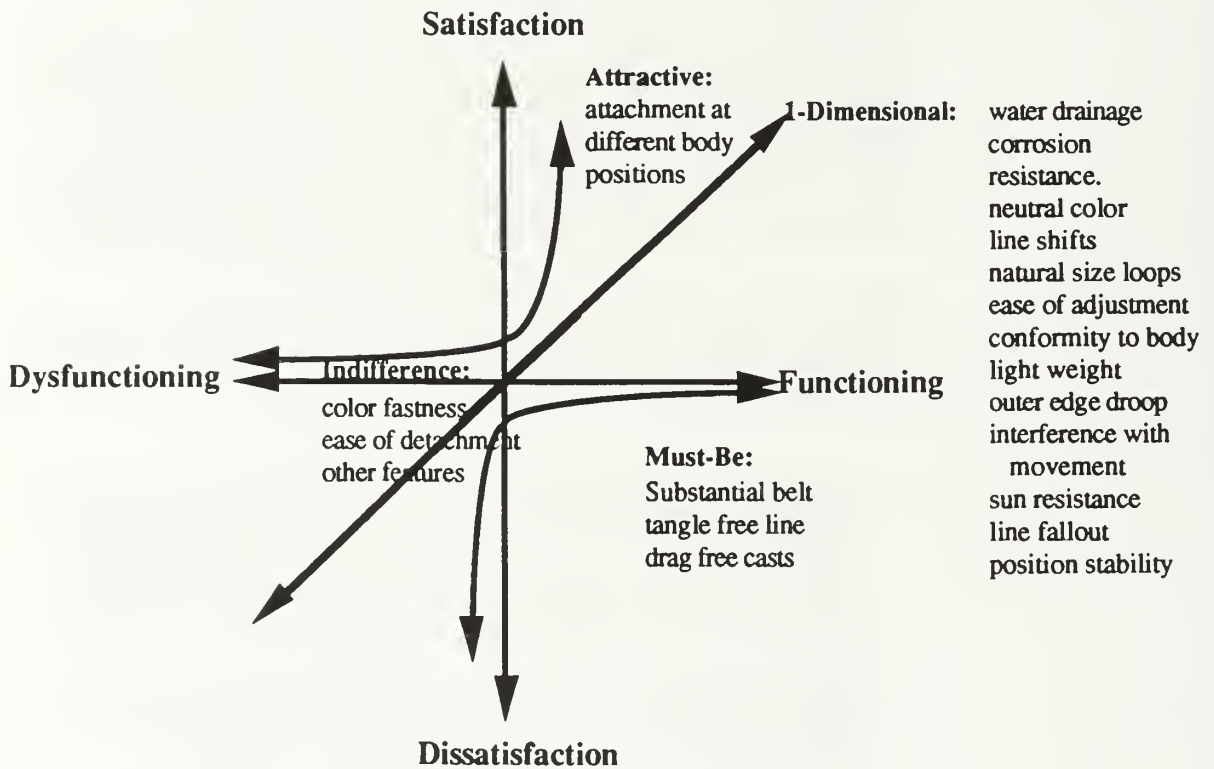 Satisfaction
Attractive:
attachment at
different body
positions
1-Dimensional:
water drainage
corrosion
resistance.
neutral color
line shifts
natural size loops
ease of adjustment
conformity to body
light weight
outer edge droop
interference with
movement
sun resistance
line fallout
position stability
Dysfunctioning
Indifference:
color fastness
ease of detachment
other features
Functioning
Must-Be:
Substantial belt
tangle free line
drag free casts
Dissatisfaction